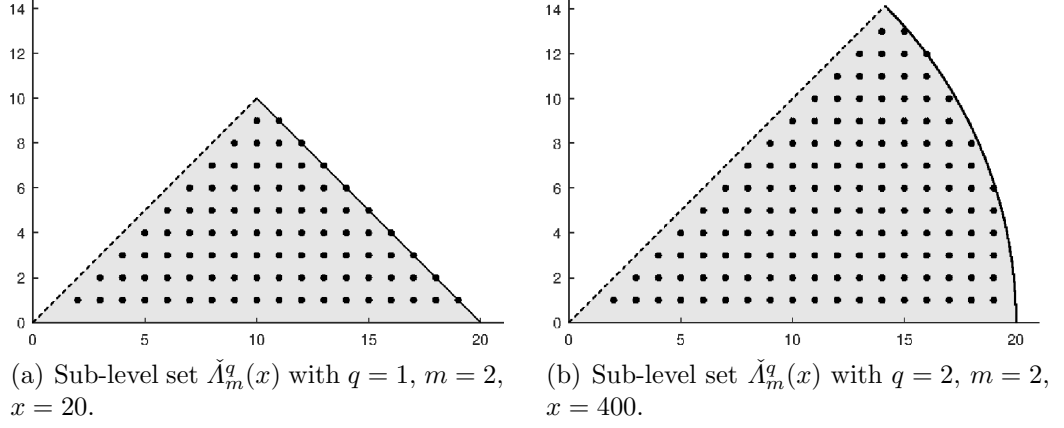 14
12
10
8
6
4
2
0
0 5 10 15 20
14
12
10
8
6
4
2
0
0 5 10 15 20
(a) Sub-level set Λ̌_m^q(x) with q = 1, m = 2,
x = 20.
(b) Sub-level set Λ̌_m^q(x) with q = 2, m = 2,
x = 400.